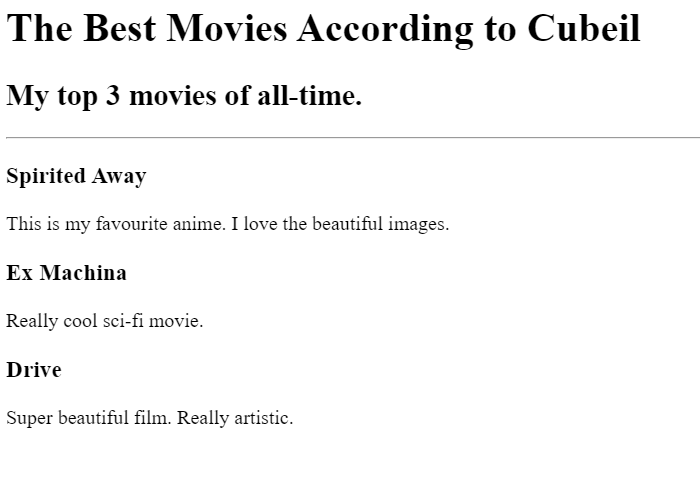 The Best Movies According to Cubeil
My top 3 movies of all-time.
Spirited Away
This is my favourite anime. I love the beautiful images.
Ex Machina
Really cool sci-fi movie.
Drive
Super beautiful film. Really artistic.